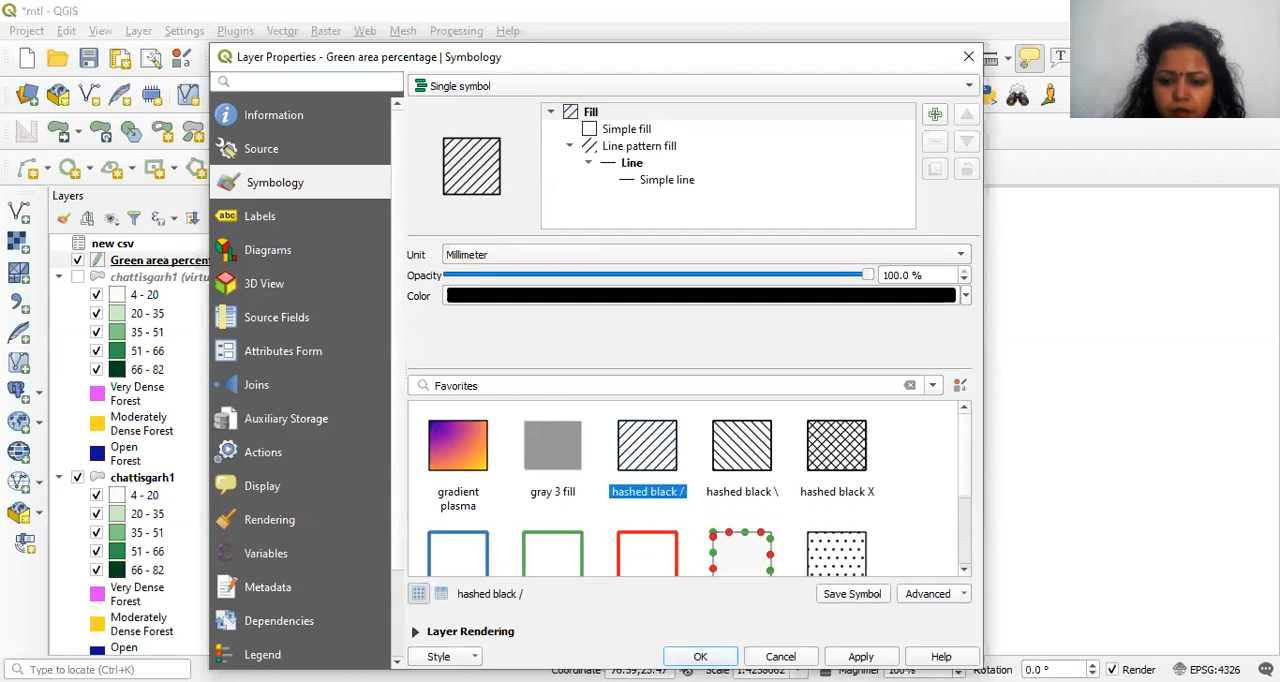 *mtl - QGIS
Project Edit View Layer Settings Plugins Vector Raster Web Mesh Processing Help
Layer Properties - Green area percentage | Symbology
Single symbol
Information
Source
Symbology
Labels
Diagrams
3D View
Source Fields
Attributes Form
Joins
Auxiliary Storage
Actions
Display
Rendering
Variables
Metadata
Dependencies
Legend
Fill
Simple fill
Line pattern fill
Line
Simple line
Unit Millimeter
Opacity 100.0 %
Color
Favorites
gradient plasma
gray 3 fill
hashed black /
hashed black \
hashed black X
hashed black /
Save Symbol
Advanced
Layer Rendering
Style
OK
Cancel
Apply
Help
Layers
new csv
Green area percent
chattisgarh1 (virtu
4 - 20
20 - 35
35 - 51
51 - 66
66 - 82
Very Dense
Forest
Moderately
Dense Forest
Open
Forest
chattisgarh1
4 - 20
20 - 35
35 - 51
51 - 66
66 - 82
Very Dense
Forest
Moderately
Dense Forest
Open
Type to locate (Ctrl+K)
Coordinate
Scale
Magnifier 100%
Rotation 0.0 °
Render
EPSG:4326